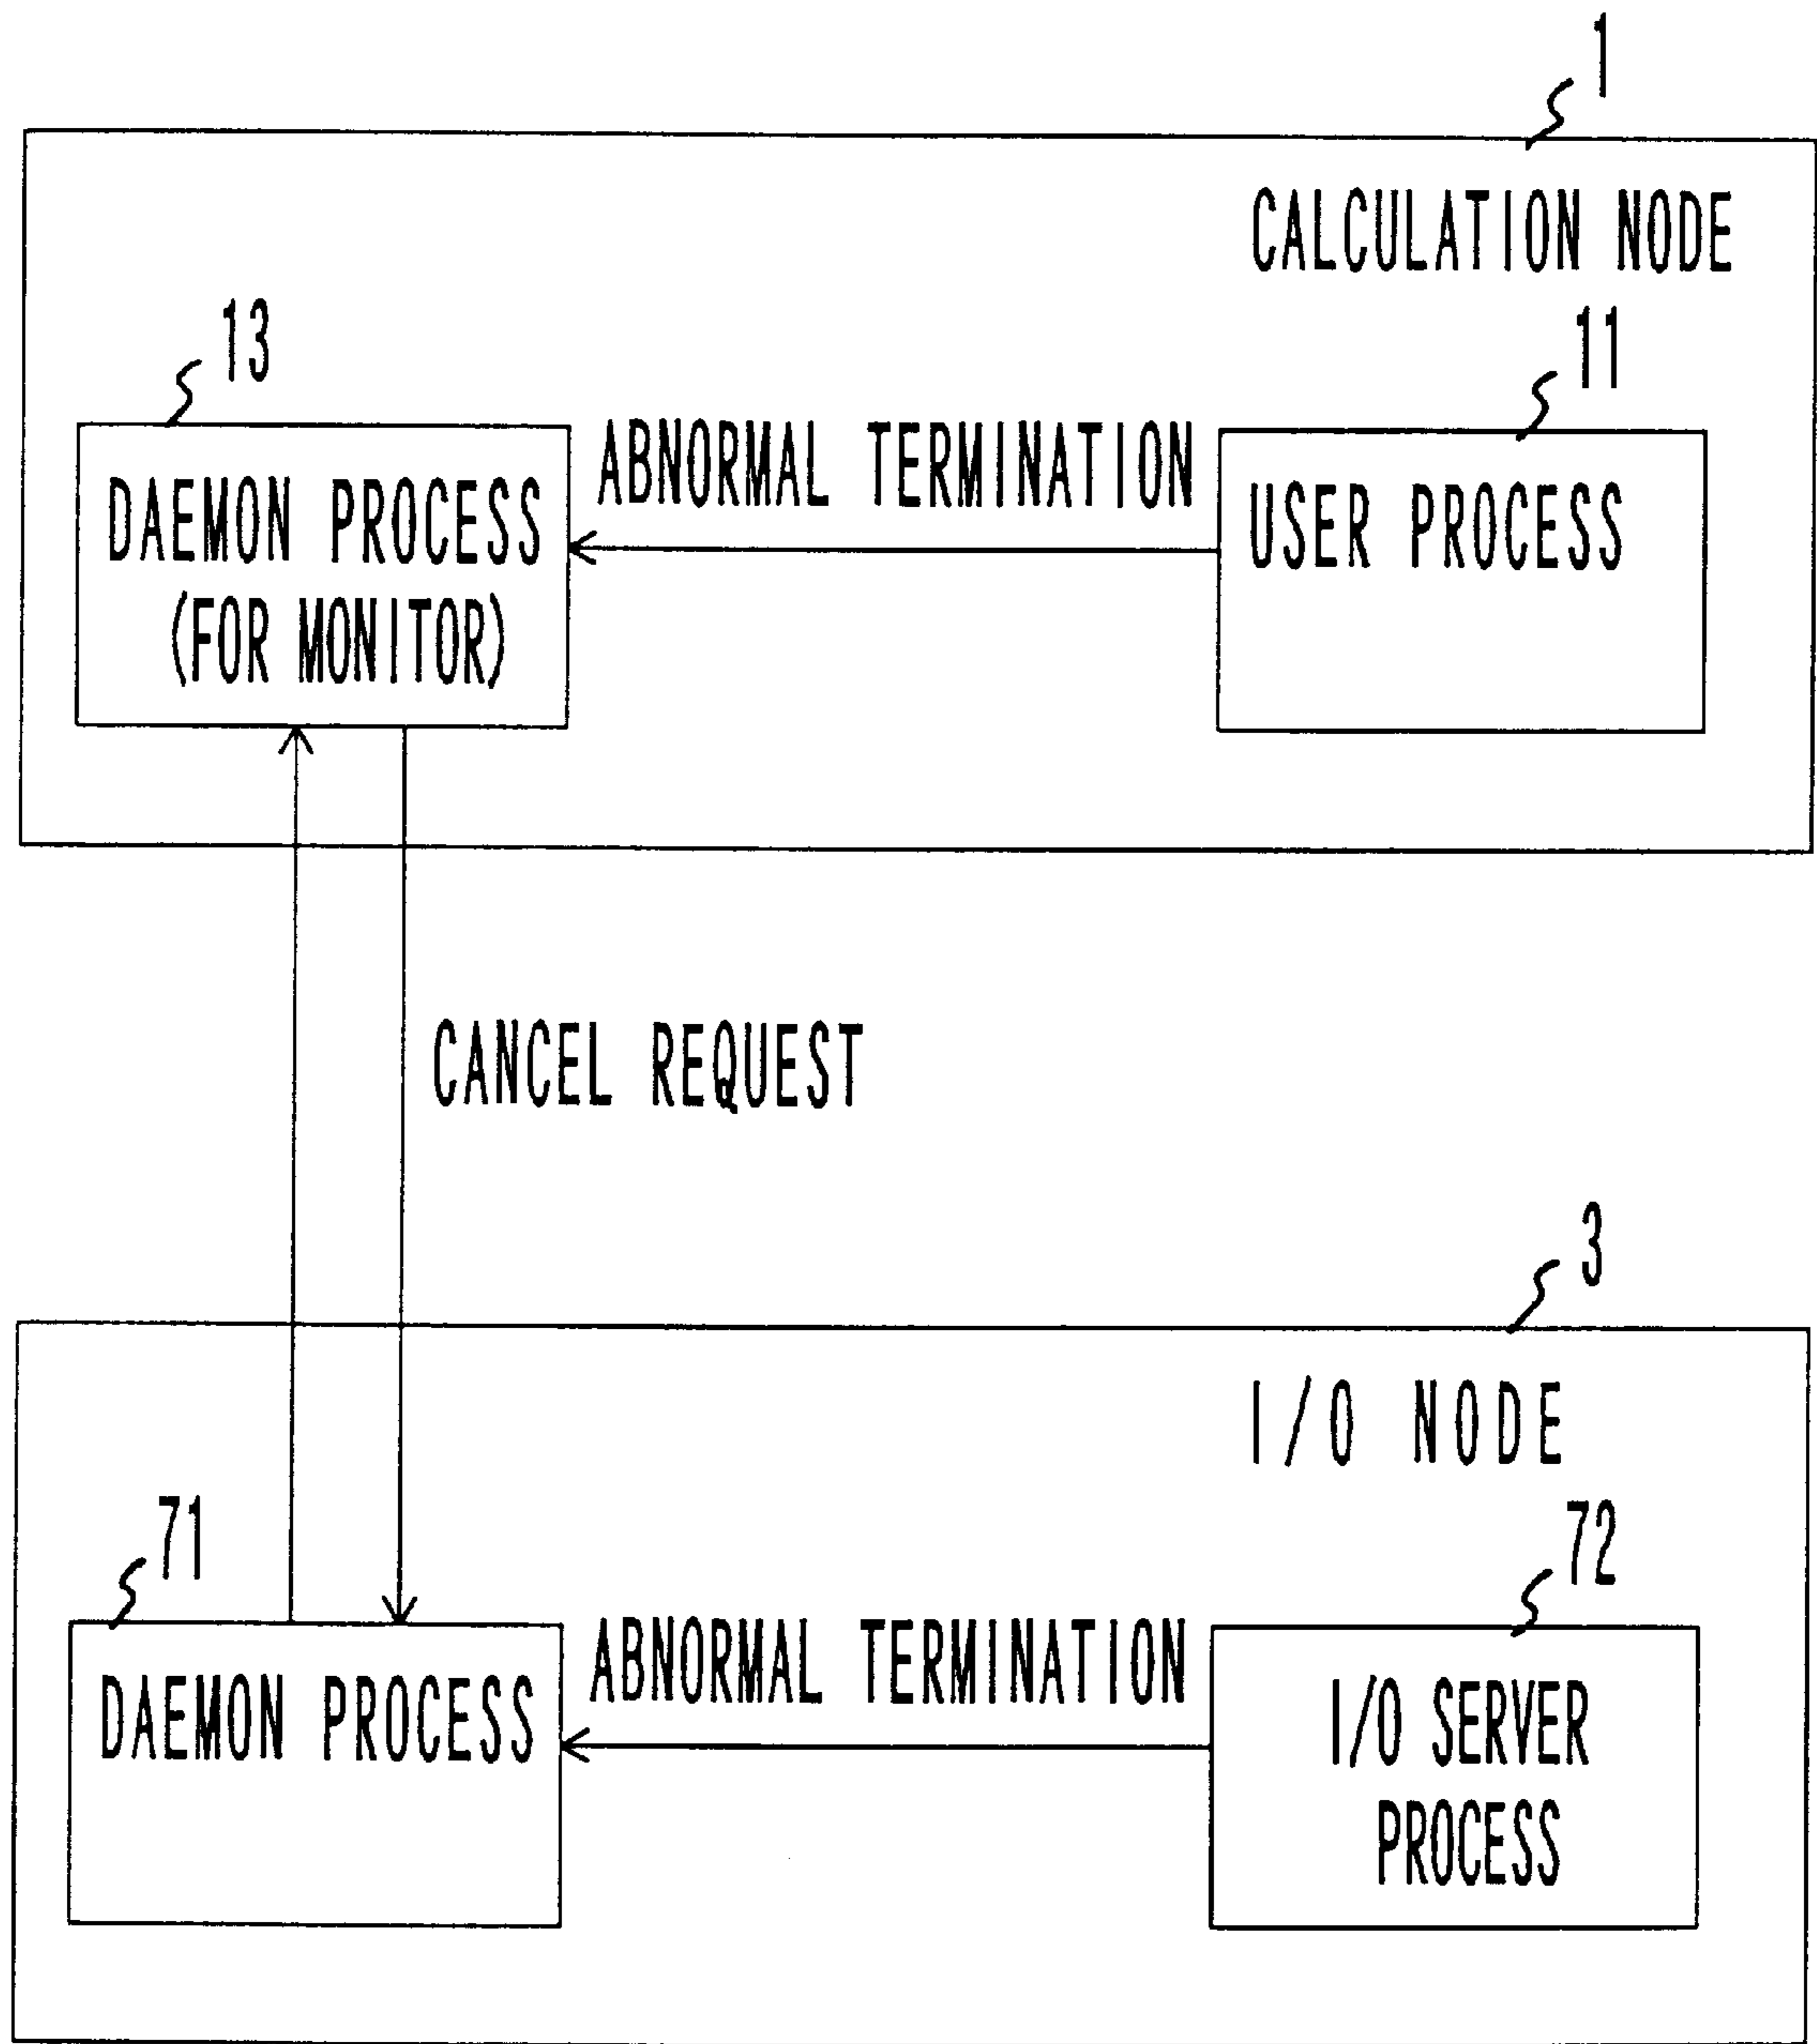 1
CALCULATION NODE
13
11
ABNORMAL TERMINATION
DAEMON PROCESS
(FOR MONITOR)
USER PROCESS
CANCEL REQUEST
3
I/O NODE
71
72
ABNORMAL TERMINATION
DAEMON PROCESS
I/O SERVER
PROCESS